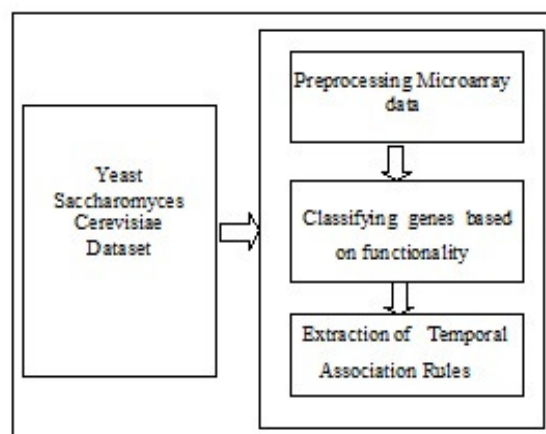 Yeast
Saccharomyces
Cerevisiae
Dataset
Preprocessing Microarray
data
Classifying genes based
on functionality
Extraction of Temporal
Association Rules